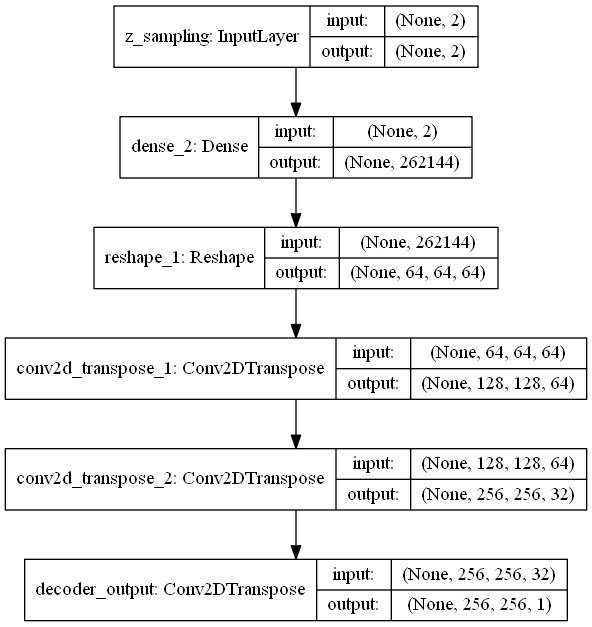 z_sampling: InputLayer
input: (None, 2)
output: (None, 2)
dense_2: Dense
input: (None, 2)
output: (None, 262144)
reshape_1: Reshape
input: (None, 262144)
output: (None, 64, 64, 64)
conv2d_transpose_1: Conv2DTranspose
input: (None, 64, 64, 64)
output: (None, 128, 128, 64)
conv2d_transpose_2: Conv2DTranspose
input: (None, 128, 128, 64)
output: (None, 256, 256, 32)
decoder_output: Conv2DTranspose
input: (None, 256, 256, 32)
output: (None, 256, 256, 1)